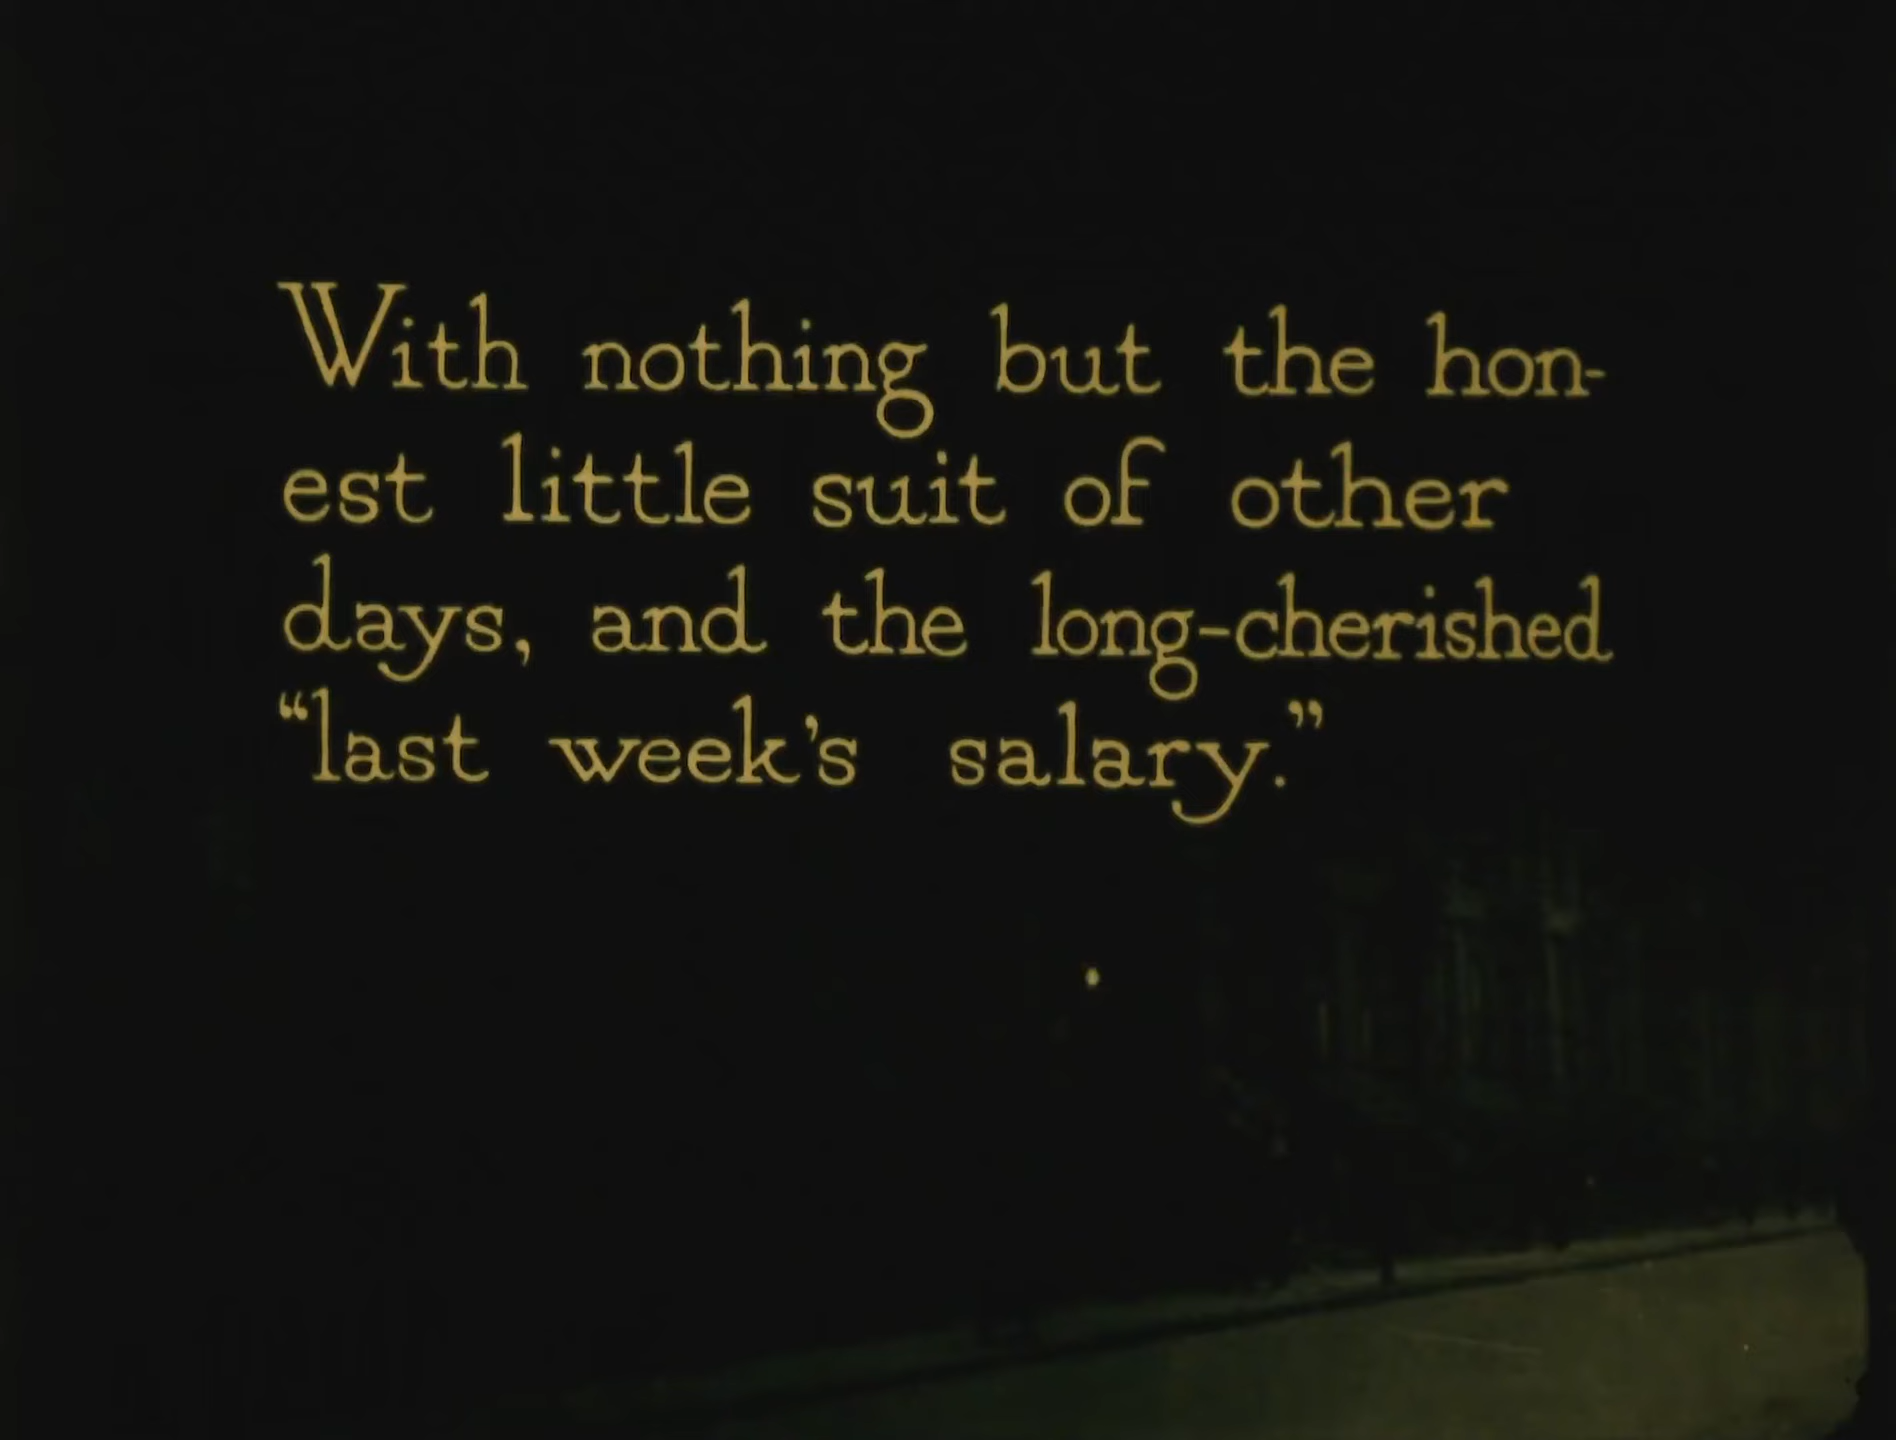 With nothing but the hon-
est little suit of other
days, and the long-cherished
“last week’s salary.”